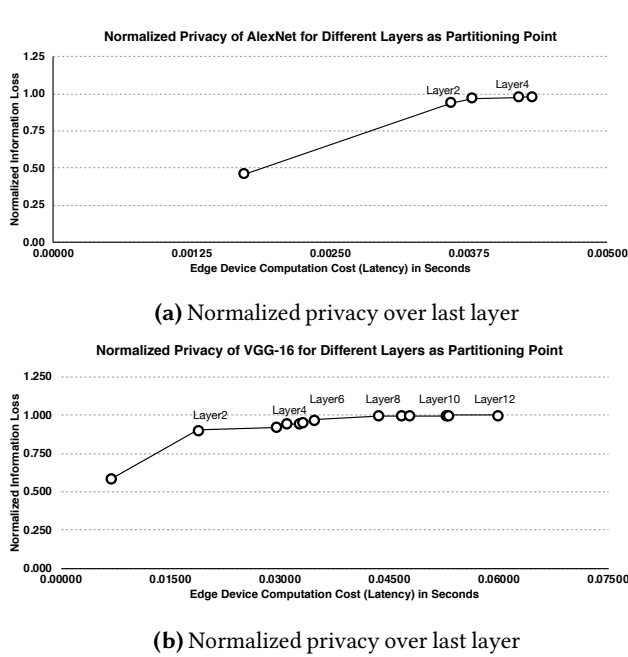 Normalized Privacy of AlexNet for Different Layers as Partitioning Point
Normalized Information Loss
1.25
1.00
0.75
0.50
0.25
0.00
Layer2
Layer4
0.00000
0.00125
0.00250
0.00375
0.00500
Edge Device Computation Cost (Latency) in Seconds
(a) Normalized privacy over last layer
Normalized Privacy of VGG-16 for Different Layers as Partitioning Point
Normalized Information Loss
1.250
1.000
0.750
0.500
0.250
0.000
Layer2
Layer4
Layer6
Layer8
Layer10
Layer12
0.00000
0.01500
0.03000
0.04500
0.06000
0.07500
Edge Device Computation Cost (Latency) in Seconds
(b) Normalized privacy over last layer